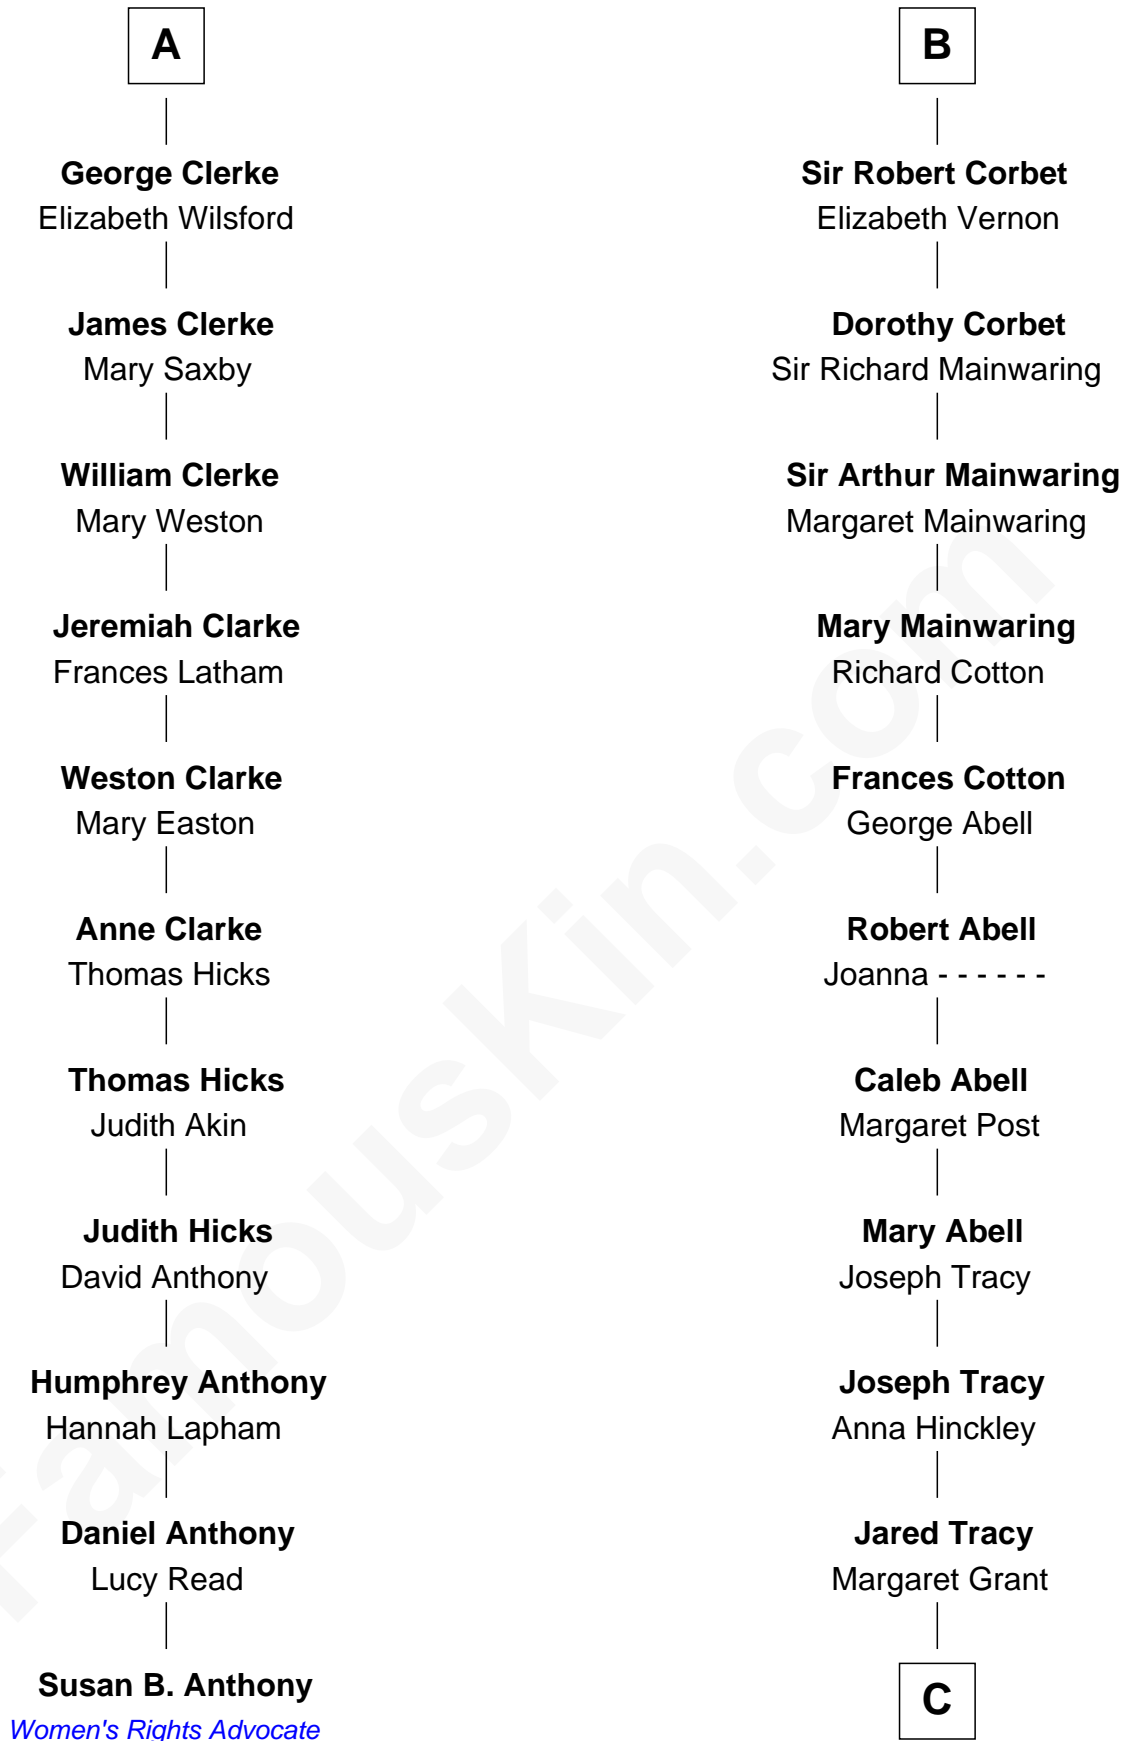 A
George Clerke
Elizabeth Wilsford
James Clerke
Mary Saxby
William Clerke
Mary Weston
Jeremiah Clarke
Frances Latham
Weston Clarke
Mary Easton
Anne Clarke
Thomas Hicks
Thomas Hicks
Judith Akin
Judith Hicks
David Anthony
Humphrey Anthony
Hannah Lapham
Daniel Anthony
Lucy Read
Susan B. Anthony
Women's Rights Advocate
B
Sir Robert Corbet
Elizabeth Vernon
Dorothy Corbet
Sir Richard Mainwaring
Sir Arthur Mainwaring
Margaret Mainwaring
Mary Mainwaring
Richard Cotton
Frances Cotton
George Abell
Robert Abell
Joanna - - - - - -
Caleb Abell
Margaret Post
Mary Abell
Joseph Tracy
Joseph Tracy
Anna Hinckley
Jared Tracy
Margaret Grant
C
FamousKin.com